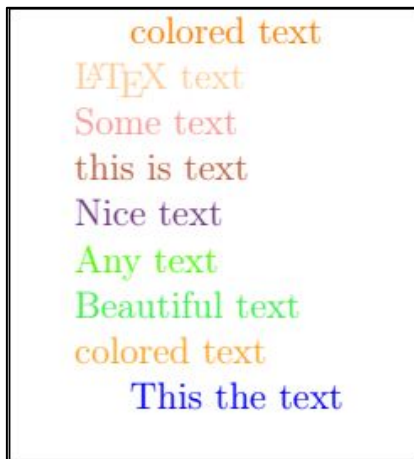 colored text
LATEX text
Some text
this is text
Nice text
Any text
Beautiful text
colored text
This the text